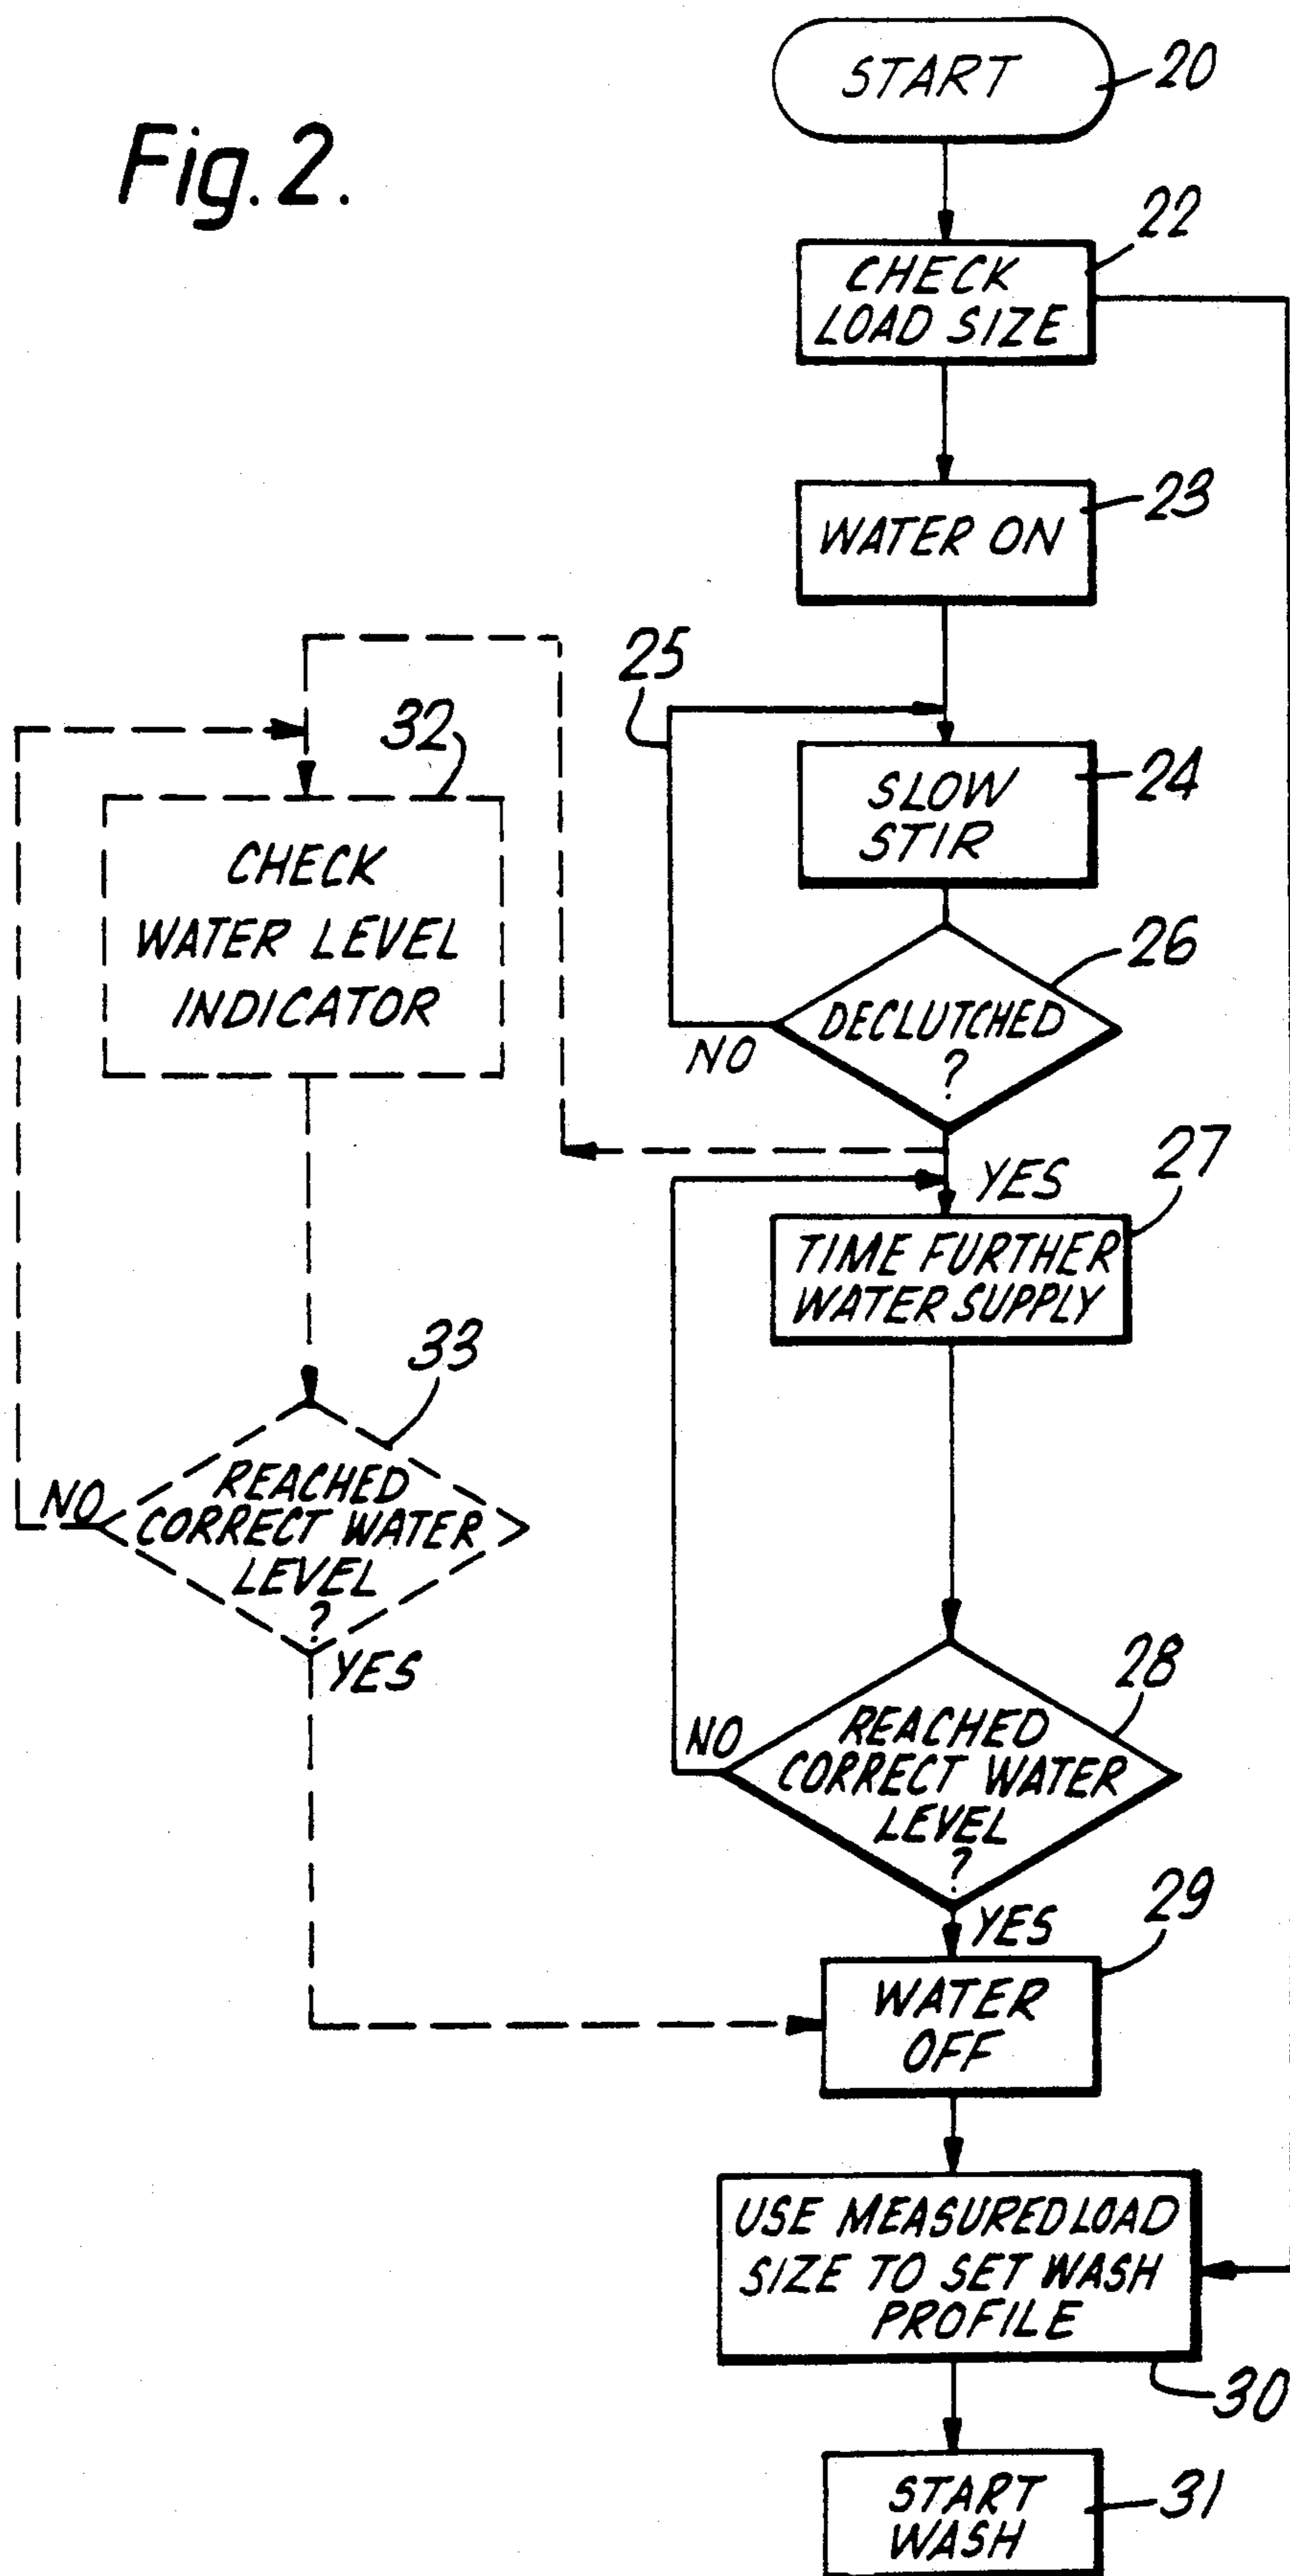 Fig. 2.
START
20
22
CHECK
LOAD SIZE
23
WATER ON
25
24
SLOW
STIR
32
CHECK
WATER LEVEL
INDICATOR
26
DECLUTCHED
?
NO
YES
27
TIME FURTHER
WATER SUPPLY
33
REACHED
CORRECT WATER
LEVEL
?
NO
YES
28
REACHED
CORRECT WATER
LEVEL
?
NO
YES
29
WATER
OFF
USE MEASURED LOAD
SIZE TO SET WASH
PROFILE
30
START
WASH
31